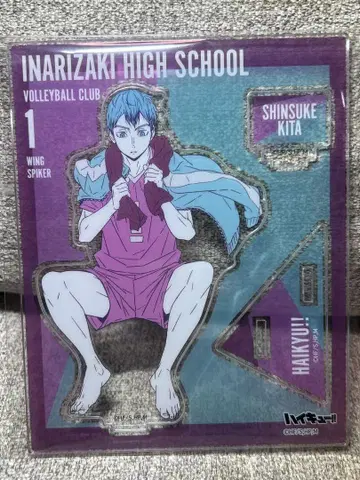 INARIZAKI HIGH SCHOOL
VOLLEYBALL CLUB
1
WING
SPIKER
SHINSUKE
KITA
HAIKYU!!
ハイキュー!!